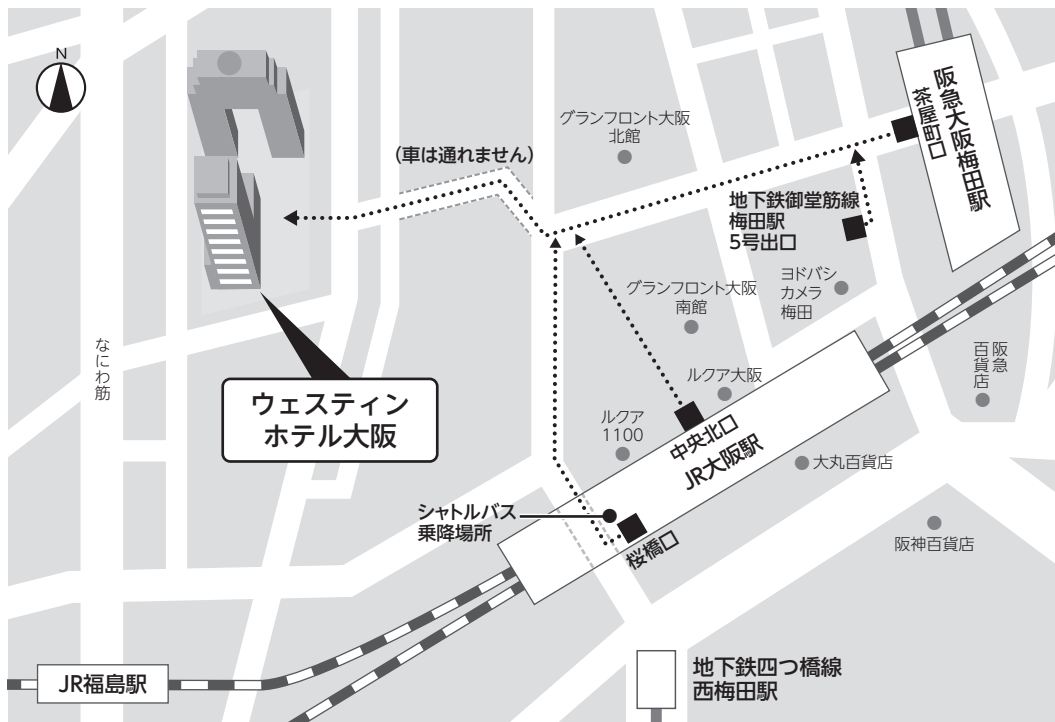 N
グランフロント大阪
北館
(車は通れません)
阪急大阪梅田駅
茶屋町口
地下鉄御堂筋線
梅田駅
5号出口
ヨドバシ
カメラ
梅田
グランフロント大阪
南館
なにわ筋
阪急
百貨店
ルクア大阪
ウェスティン
ホテル大阪
ルクア
1100
中央北口
JR大阪駅
大丸百貨店
シャトルバス
乗降場所
桜橋口
阪神百貨店
JR福島駅
地下鉄四つ橋線
西梅田駅